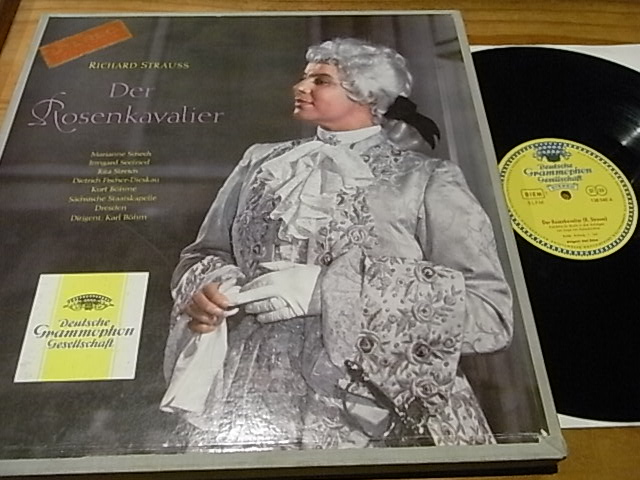 RICHARD STRAUSS
Der
Rosenkavalier
Marianne Schech
Irmgard Seefried
Rita Streich
Dietrich Fischer-Dieskau
Kurt Böhme
Sächsische Staatskapelle
Dresden
Dirigent: Karl Böhm
Deutsche
Grammophon
Gesellschaft
Deutsche
Grammophon
Gesellschaft
Der Rosenkavalier (R. Strauss)